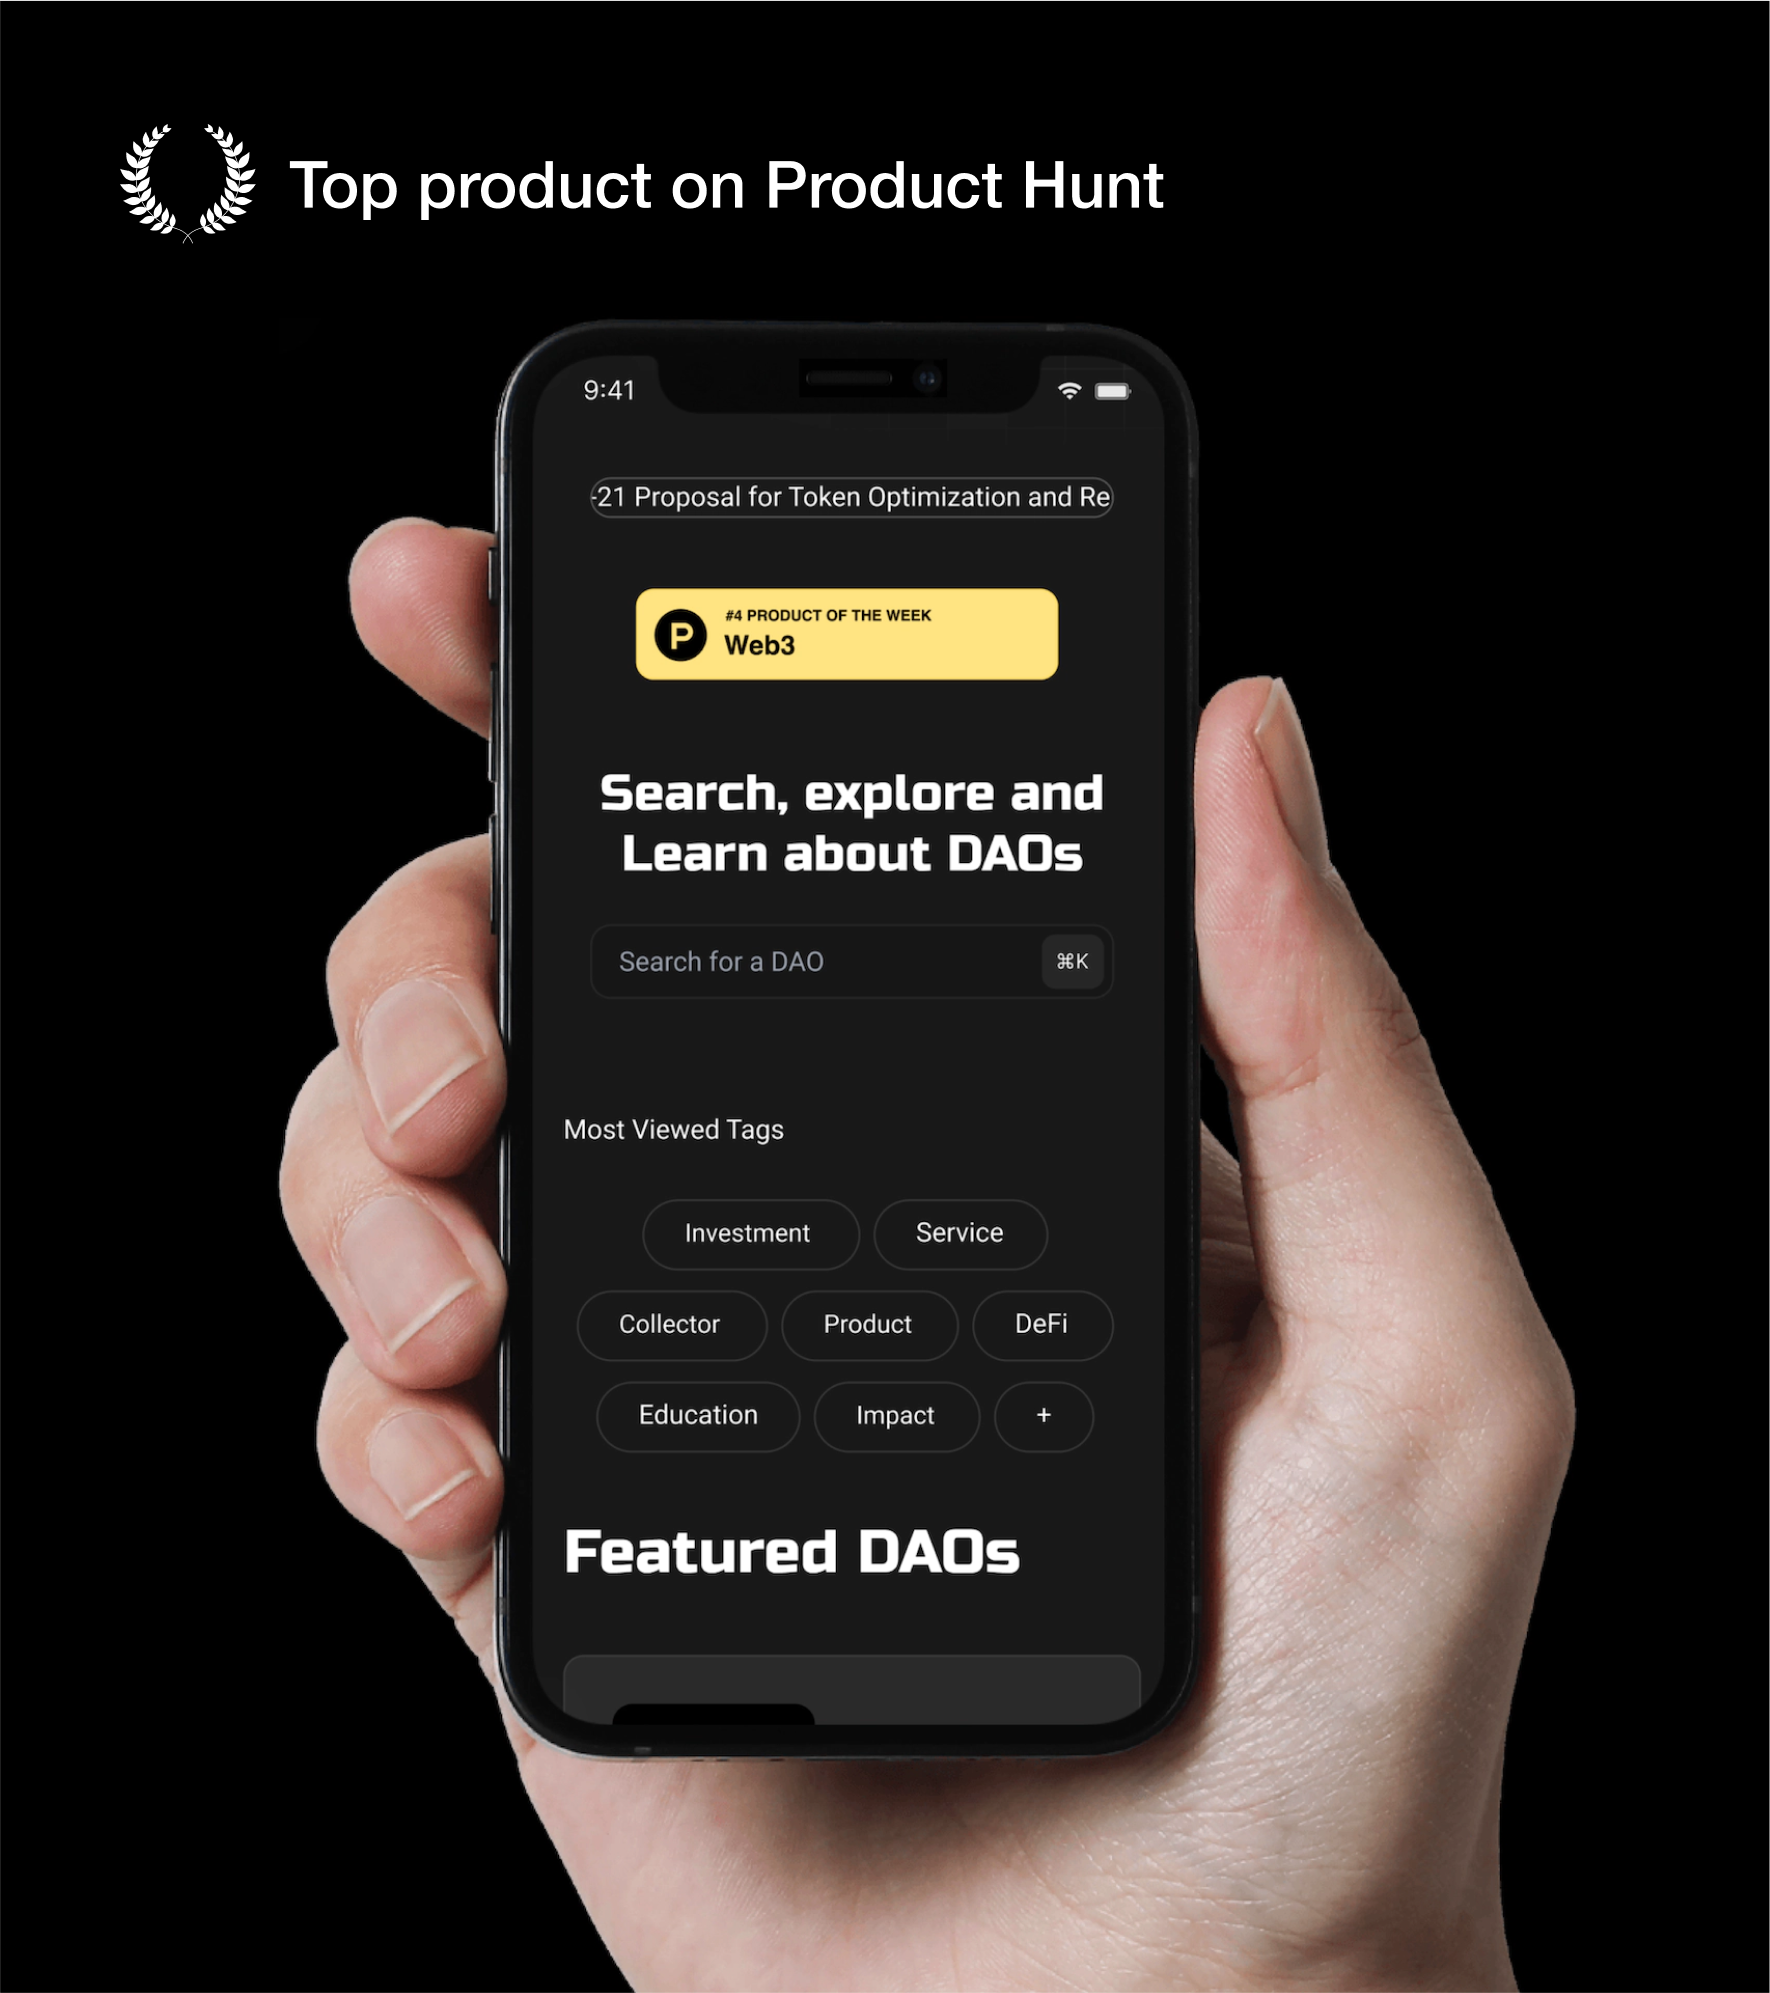 Top product on Product Hunt
9:41
-21 Proposal for Token Optimization and Re
P
#4 PRODUCT OF THE WEEK
Web3
Search, explore and
Learn about DAOs
Search for a DAO ⌘K
Most Viewed Tags
Investment Service
Collector Product DeFi
Education Impact +
Featured DAOs